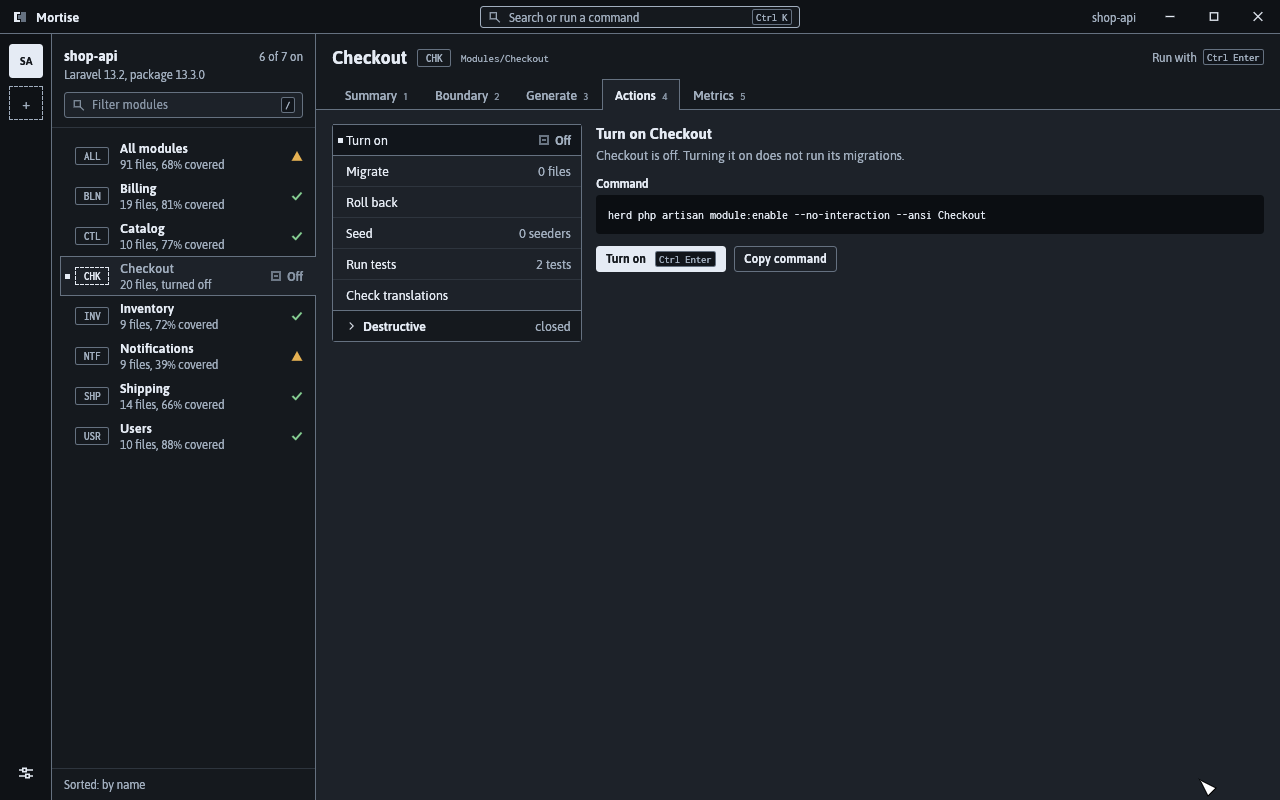 Mortise
Search or run a command Ctrl K
shop-api
SA
+
shop-api 6 of 7 on
Laravel 13.2, package 13.3.0
Filter modules /
ALL All modules
91 files, 68% covered
BLN Billing
19 files, 81% covered
CTL Catalog
10 files, 77% covered
CHK Checkout Off
20 files, turned off
INV Inventory
9 files, 72% covered
NTF Notifications
9 files, 39% covered
SHP Shipping
14 files, 66% covered
USR Users
10 files, 88% covered
Sorted: by name
Checkout CHK Modules/Checkout
Run with Ctrl Enter
Summary 1 Boundary 2 Generate 3 Actions 4 Metrics 5
Turn on Off
Migrate 0 files
Roll back
Seed 0 seeders
Run tests 2 tests
Check translations
Destructive closed
Turn on Checkout
Checkout is off. Turning it on does not run its migrations.
Command
herd php artisan module:enable --no-interaction --ansi Checkout
Turn on Ctrl Enter Copy command